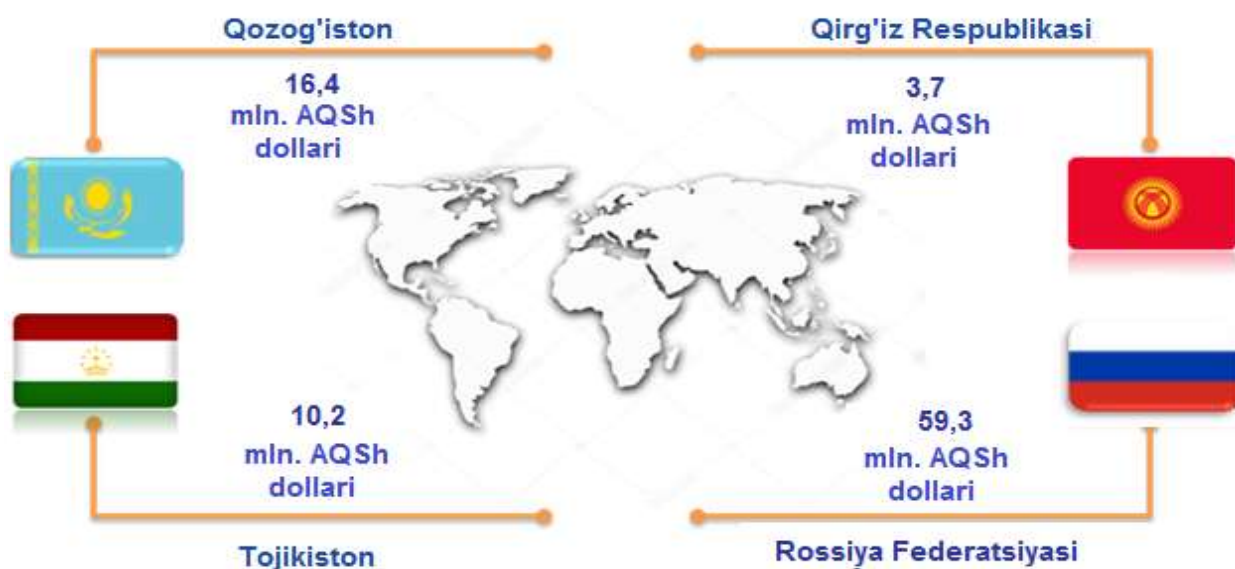 Qozog'iston
16,4
mln. AQSh
dollari
Qirg'iz Respublikasi
3,7
mln. AQSh
dollari
10,2
mln. AQSh
dollari
Tojikiston
59,3
mln. AQSh
dollari
Rossiya Federatsiyasi